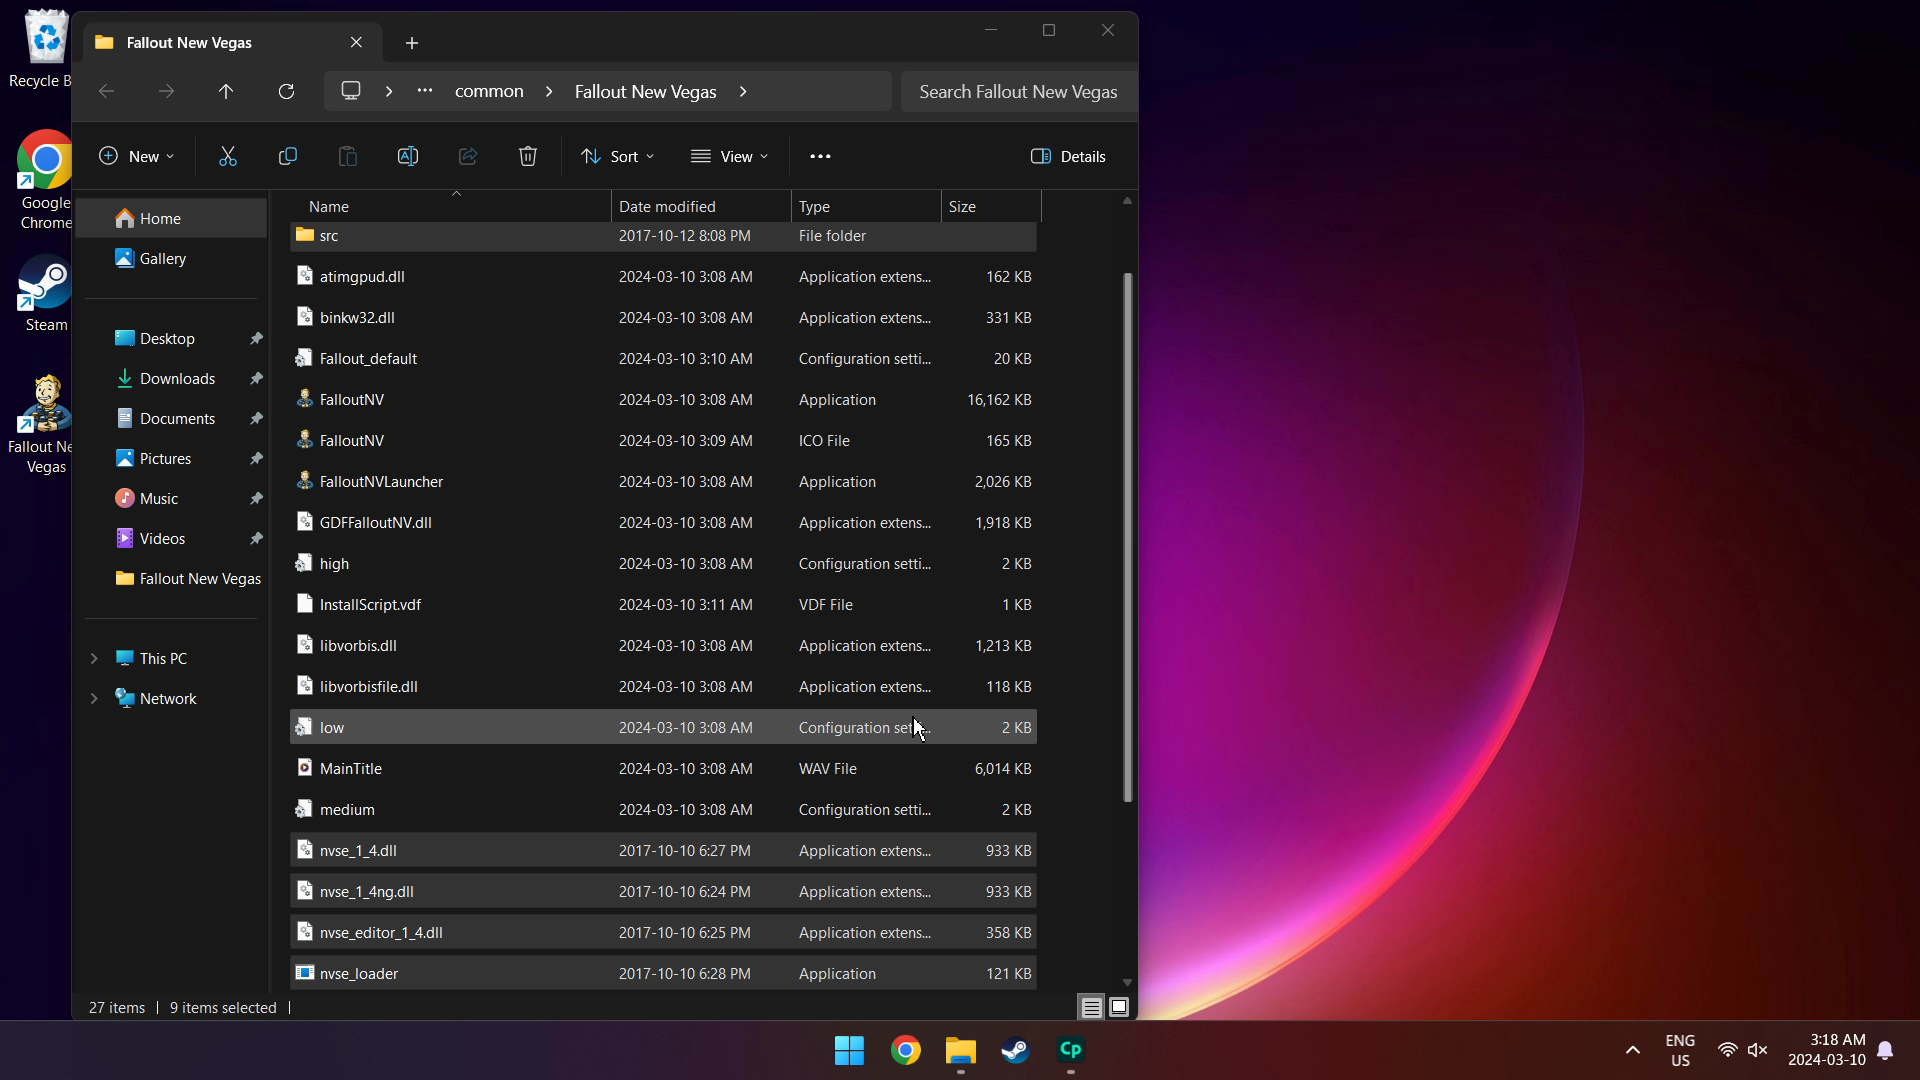 Recycle B
Google
Chrome
Steam
Fallout Ne
Vegas
Fallout New Vegas
common
Fallout New Vegas
Search Fallout New Vegas
New
Sort
View
Details
Home
Gallery
Desktop
Downloads
Documents
Pictures
Music
Videos
Fallout New Vegas
This PC
Network
Name Date modified Type Size
src 2017-10-12 8:08 PM File folder
atimgpud.dll 2024-03-10 3:08 AM Application extens... 162 KB
binkw32.dll 2024-03-10 3:08 AM Application extens... 331 KB
Fallout_default 2024-03-10 3:10 AM Configuration setti... 20 KB
FalloutNV 2024-03-10 3:08 AM Application 16,162 KB
FalloutNV 2024-03-10 3:09 AM ICO File 165 KB
FalloutNVLauncher 2024-03-10 3:08 AM Application 2,026 KB
GDFFalloutNV.dll 2024-03-10 3:08 AM Application extens... 1,918 KB
high 2024-03-10 3:08 AM Configuration setti... 2 KB
InstallScript.vdf 2024-03-10 3:11 AM VDF File 1 KB
libvorbis.dll 2024-03-10 3:08 AM Application extens... 1,213 KB
libvorbisfile.dll 2024-03-10 3:08 AM Application extens... 118 KB
low 2024-03-10 3:08 AM Configuration set... 2 KB
MainTitle 2024-03-10 3:08 AM WAV File 6,014 KB
medium 2024-03-10 3:08 AM Configuration setti... 2 KB
nvse_1_4.dll 2017-10-10 6:27 PM Application extens... 933 KB
nvse_1_4ng.dll 2017-10-10 6:24 PM Application extens... 933 KB
nvse_editor_1_4.dll 2017-10-10 6:25 PM Application extens... 358 KB
nvse_loader 2017-10-10 6:28 PM Application 121 KB
27 items 9 items selected
Cp
ENG
US
3:18 AM
2024-03-10